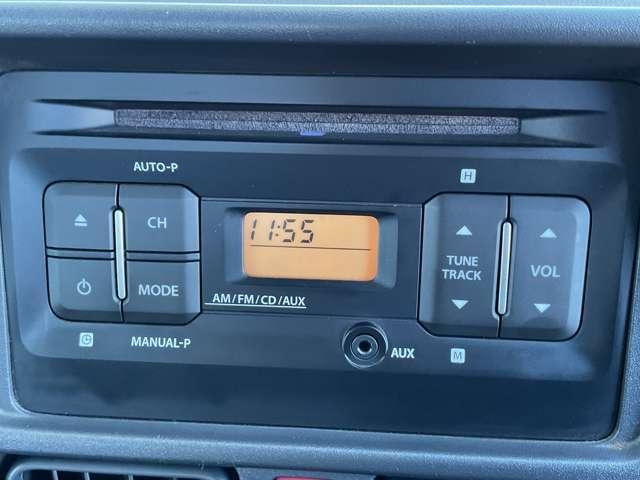 AUTO-P
H
CH
11:55
TUNE
TRACK
VOL
MODE
AM/FM/CD/AUX
MANUAL-P
AUX
M